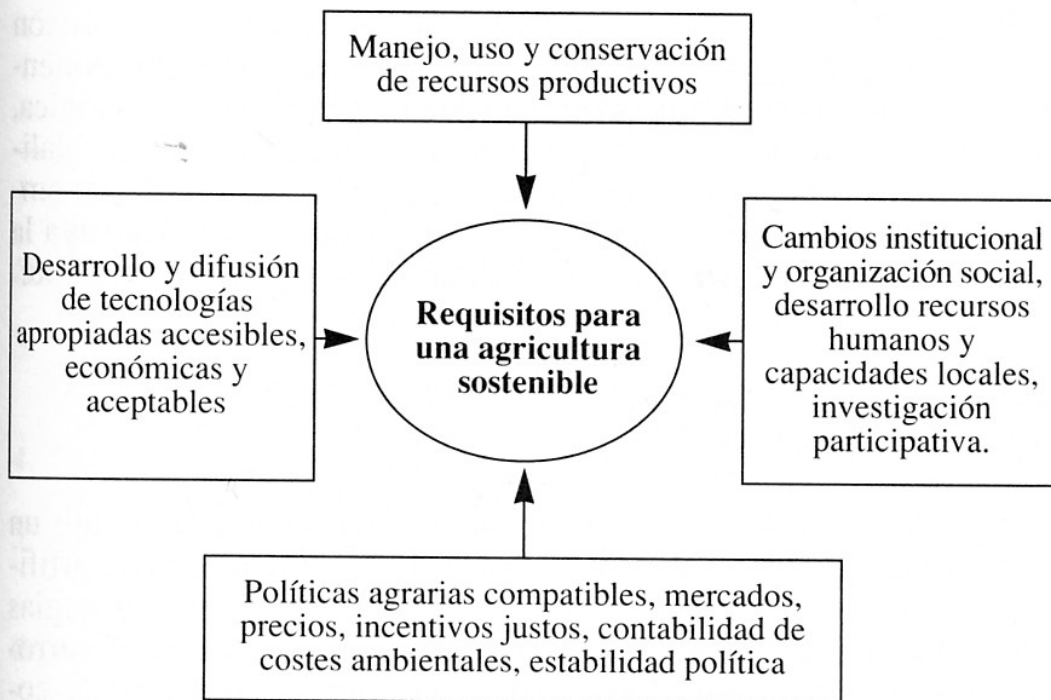 Manejo, uso y conservación
de recursos productivos
Desarrollo y difusión
de tecnologías
apropiadas accesibles,
económicas y
aceptables
Requisitos para
una agricultura
sostenible
Cambios institucional
y organización social,
desarrollo recursos
humanos y
capacidades locales,
investigación
participativa.
Políticas agrarias compatibles, mercados,
precios, incentivos justos, contabilidad de
costes ambientales, estabilidad política